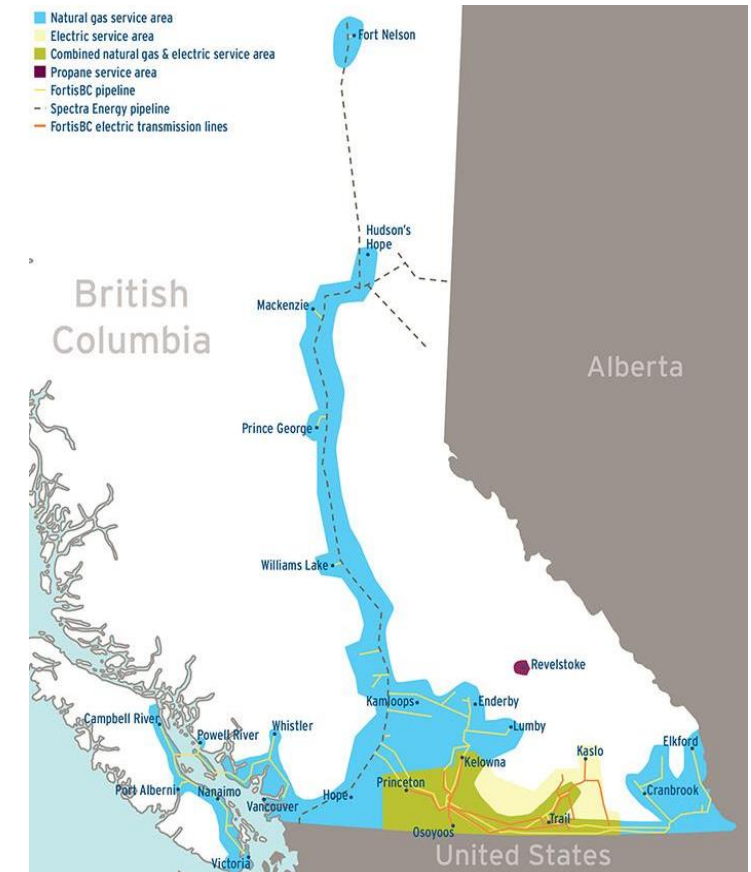 Natural gas service area
Electric service area
Combined natural gas & electric service area
Propane service area
FortisBC pipeline
Spectra Energy pipeline
FortisBC electric transmission lines
Fort Nelson
Hudson's
Hope
British
Columbia
Mackenzie
Alberta
Prince George
Williams Lake
Revelstoke
Kamloops
Enderby
Campbell River
Powell River
Whistler
Lumby
Elkford
Kaslo
Kelowna
Port Alberni
Nanaimo
Vancouver
Hope
Princeton
Cranbrook
Trail
Osoyoos
United States
Victoria